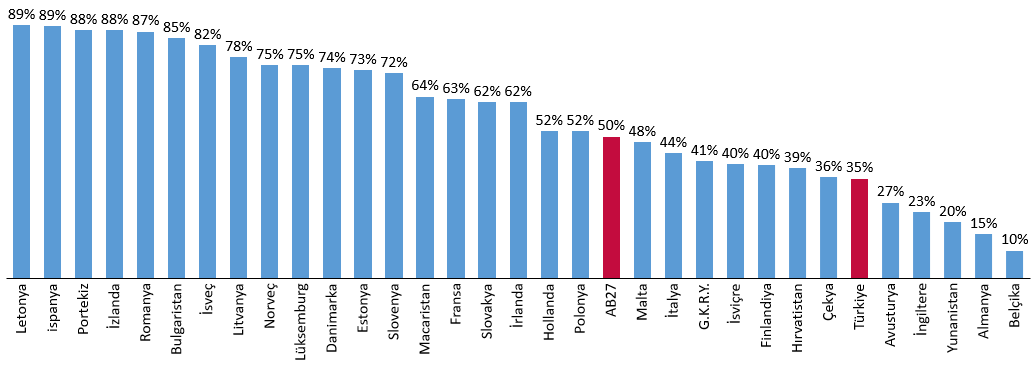 89% 89% 88% 88% 87% 85% 82% 78% 75% 75% 74% 73% 72% 64% 63% 62% 62% 52% 52% 50% 48% 44% 41% 40% 40% 39% 36% 35% 27% 23% 20% 15% 10%
Letonya
ispanya
Portekiz
İzlanda
Romanya
Bulgaristan
İsveç
Litvanya
Norveç
Lüksemburg
Danimarka
Estonya
Slovenya
Macaristan
Fransa
Slovakya
İrlanda
Hollanda
Polonya
AB27
Malta
İtalya
G.K.R.Y.
İsviçre
Finlandiya
Hırvatistan
Çekya
Türkiye
Avusturya
İngiltere
Yunanistan
Almanya
Belçika